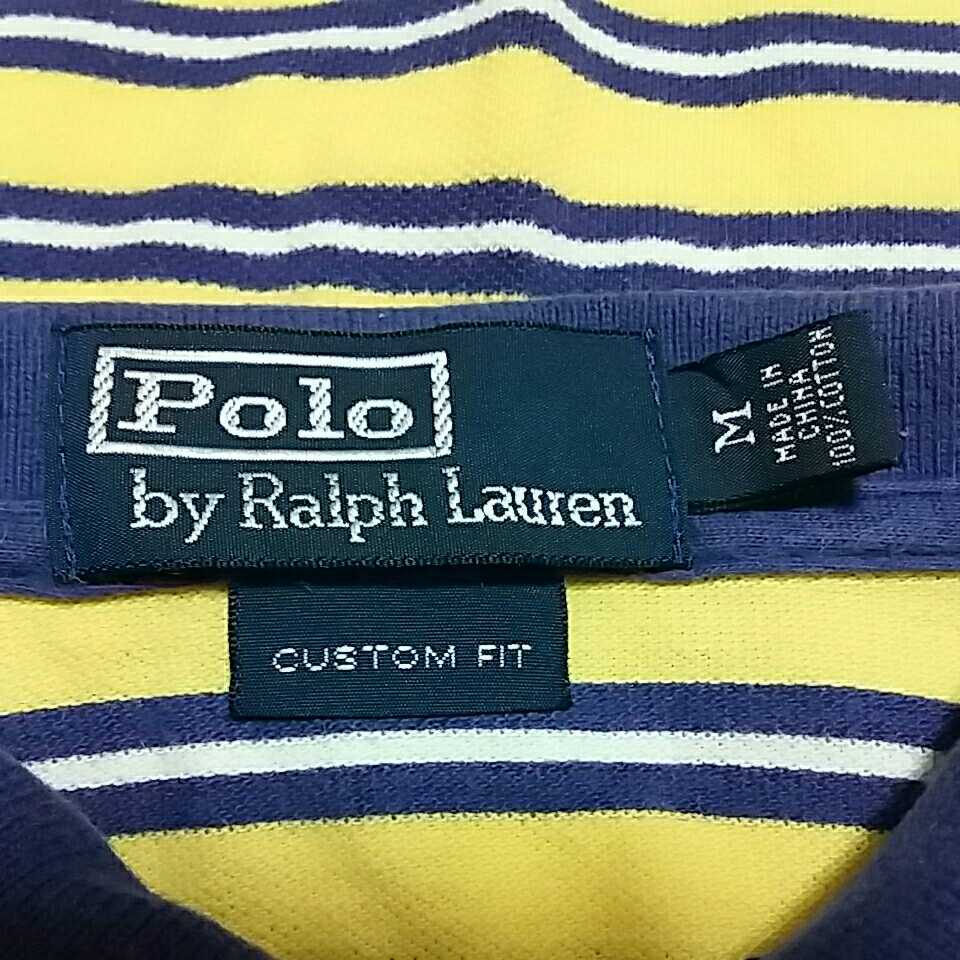 Polo
by Ralph Lauren
M
MADE IN
CHINA
100%COTTON
CUSTOM FIT